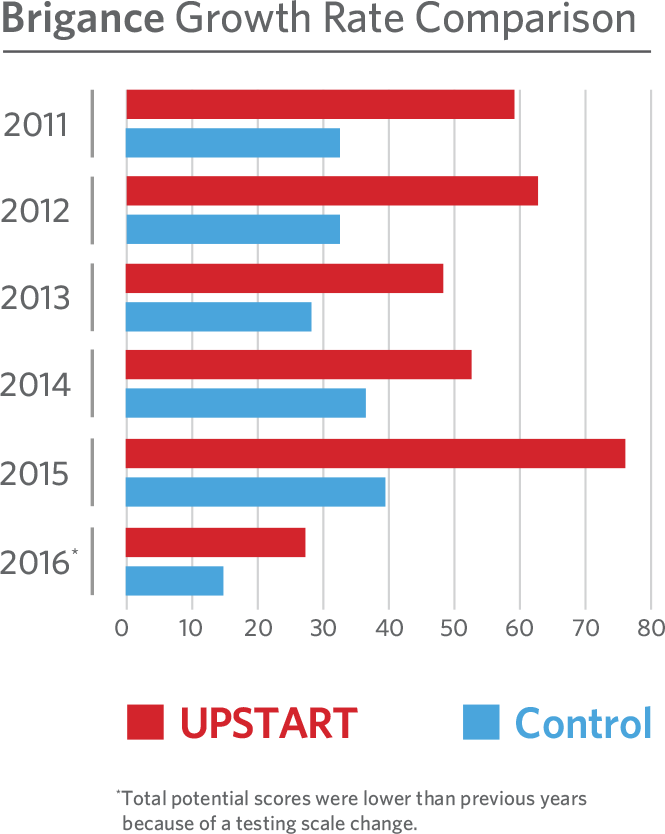 Brigance Growth Rate Comparison
2011
2012
2013
2014
2015
2016*
0 10 20 30 40 50 60 70 80
UPSTART Control
*Total potential scores were lower than previous years
because of a testing scale change.